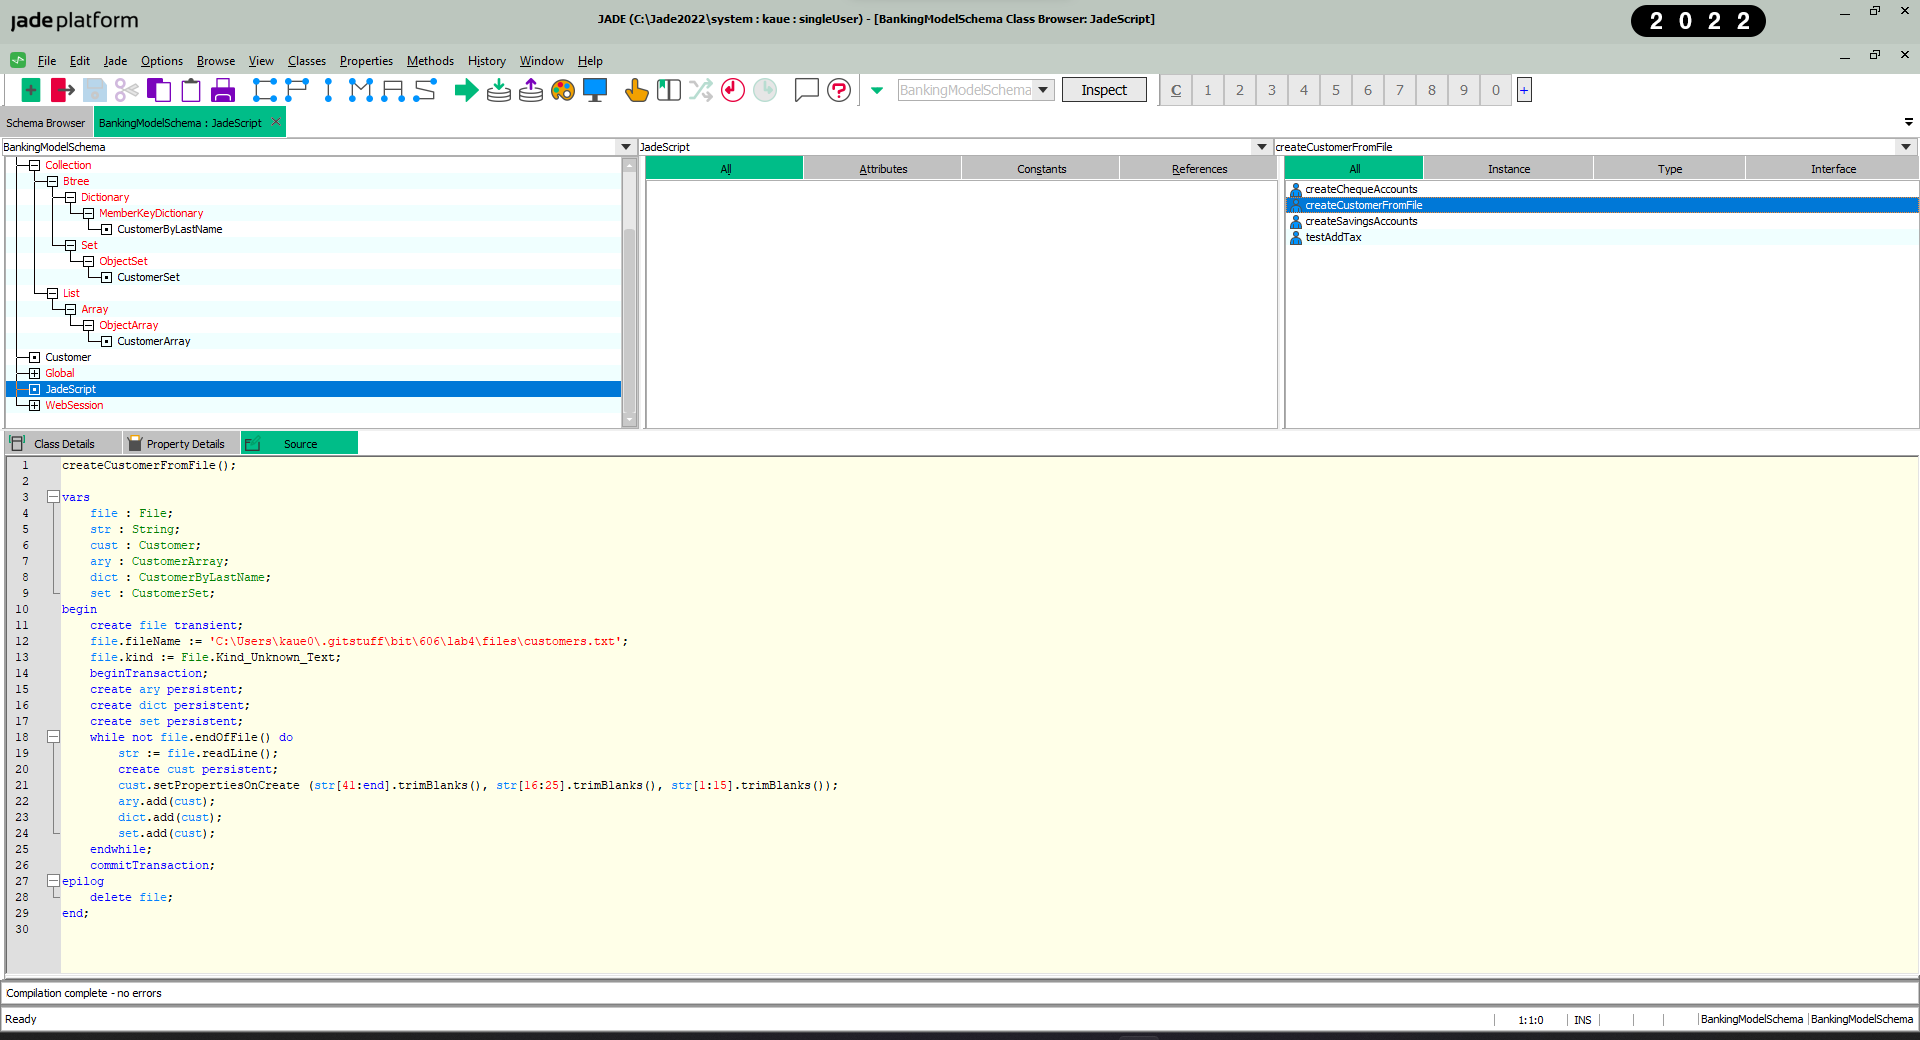 jadeplatform
JADE (C:\Jade2022\system : kaue : singleUser) - [BankingModelSchema Class Browser: JadeScript]
2022
File Edit Jade Options Browse View Classes Properties Methods History Window Help
BankingModelSchema Inspect C 1 2 3 4 5 6 7 8 9 0 +
Schema Browser BankingModelSchema : JadeScript
BankingModelSchema JadeScript createCustomerFromFile
All Attributes Constants References All Instance Type Interface
Collection
Btree
Dictionary
MemberKeyDictionary
CustomerByLastName
Set
ObjectSet
CustomerSet
List
Array
ObjectArray
CustomerArray
Customer
Global
JadeScript
WebSession
createChequeAccounts
createCustomerFromFile
createSavingsAccounts
testAddTax
Class Details Property Details Source
1 createCustomerFromFile();
2
3 vars
4 file : File;
5 str : String;
6 cust : Customer;
7 ary : CustomerArray;
8 dict : CustomerByLastName;
9 set : CustomerSet;
10 begin
11 create file transient;
12 file.fileName := 'C:\Users\kaue0\.gitstuff\bit\606\lab4\files\customers.txt';
13 file.kind := File.Kind_Unknown_Text;
14 beginTransaction;
15 create ary persistent;
16 create dict persistent;
17 create set persistent;
18 while not file.endOfFile() do
19 str := file.readLine();
20 create cust persistent;
21 cust.setPropertiesOnCreate (str[41:end].trimBlanks(), str[16:25].trimBlanks(), str[1:15].trimBlanks());
22 ary.add(cust);
23 dict.add(cust);
24 set.add(cust);
25 endwhile;
26 commitTransaction;
27 epilog
28 delete file;
29 end;
30
Compilation complete - no errors
Ready 1:1:0 INS BankingModelSchema BankingModelSchema